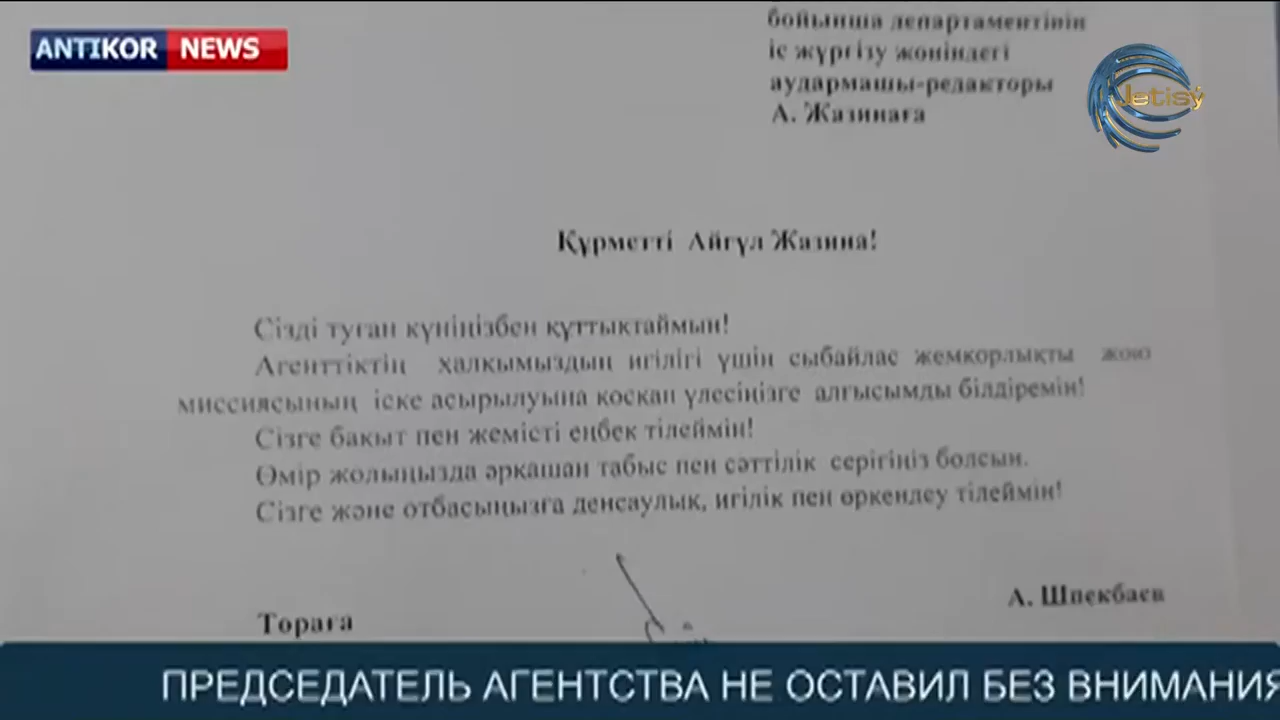 ANTIKOR NEWS
Jetisý
бойынша департаментінің
іс жүргізу жөніндегі
аудармашы-редакторы
А. Жазинаға
Құрметті Айгүл Жазина!
Сізді туған күніңізбен құттықтаймын!
Агенттіктің халқымыздың игілігі үшін сыбайлас жемқорлықты жою
миссиясының іске асырылуына қосқан үлесіңізге алғысымды білдіремін!
Сізге бақыт пен жемісті еңбек тілеймін!
Өмір жолыңызда әрқашан табыс пен сәттілік серігіңіз болсын.
Сізге және отбасыңызға денсаулық, игілік пен өркендеу тілеймін!
Төраға А. Шпекбаев
ПРЕДСЕДАТЕЛЬ АГЕНТСТВА НЕ ОСТАВИЛ БЕЗ ВНИМАНИЯ